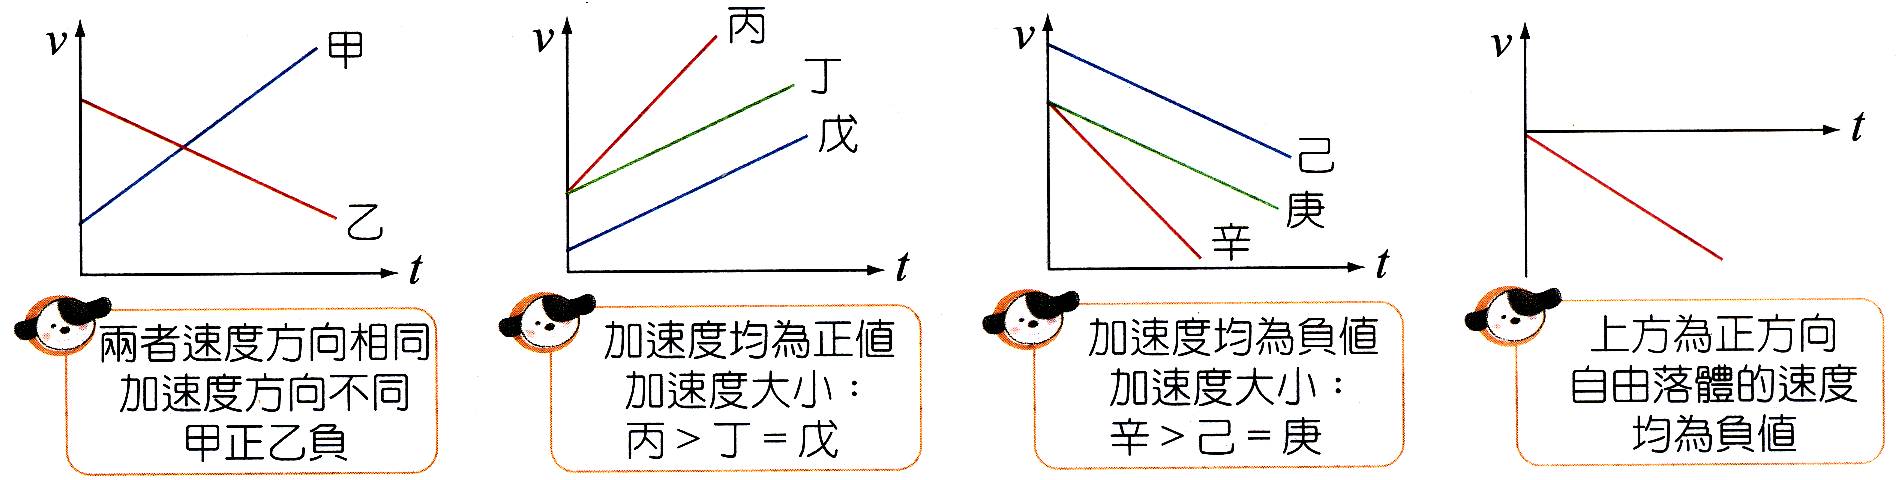 v
甲
乙
t
兩者速度方向相同
加速度方向不同
甲正乙負
v
丙
丁
戊
t
加速度均為正值
加速度大小：
丙＞丁＝戊
v
己
庚
辛
t
加速度均為負值
加速度大小：
辛＞己＝庚
v
t
上方為正方向
自由落體的速度
均為負值